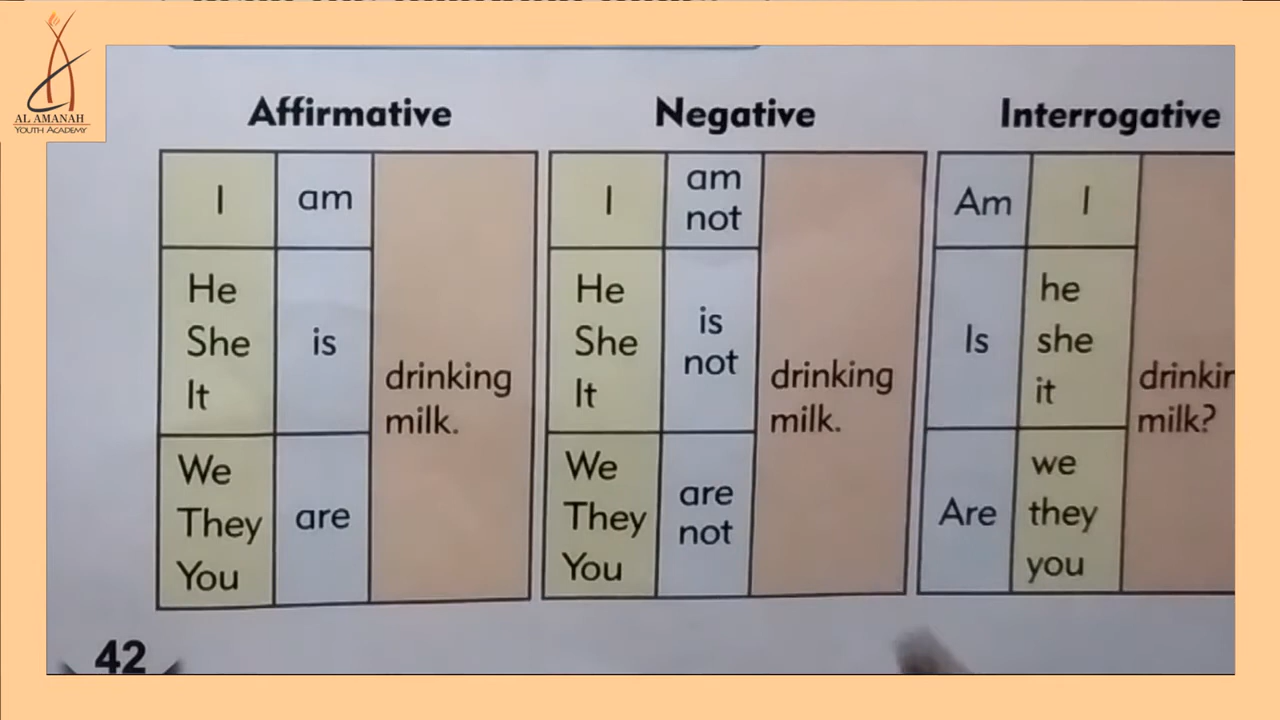 AL AMANAH
YOUTH ACADEMY
Affirmative
I
am
He
She
It
is
We
They
You
are
drinking
milk.
Negative
I
am
not
He
She
It
is
not
We
They
You
are
not
drinking
milk.
Interrogative
Am
I
Is
he
she
it
Are
we
they
you
drinkin
milk?
42